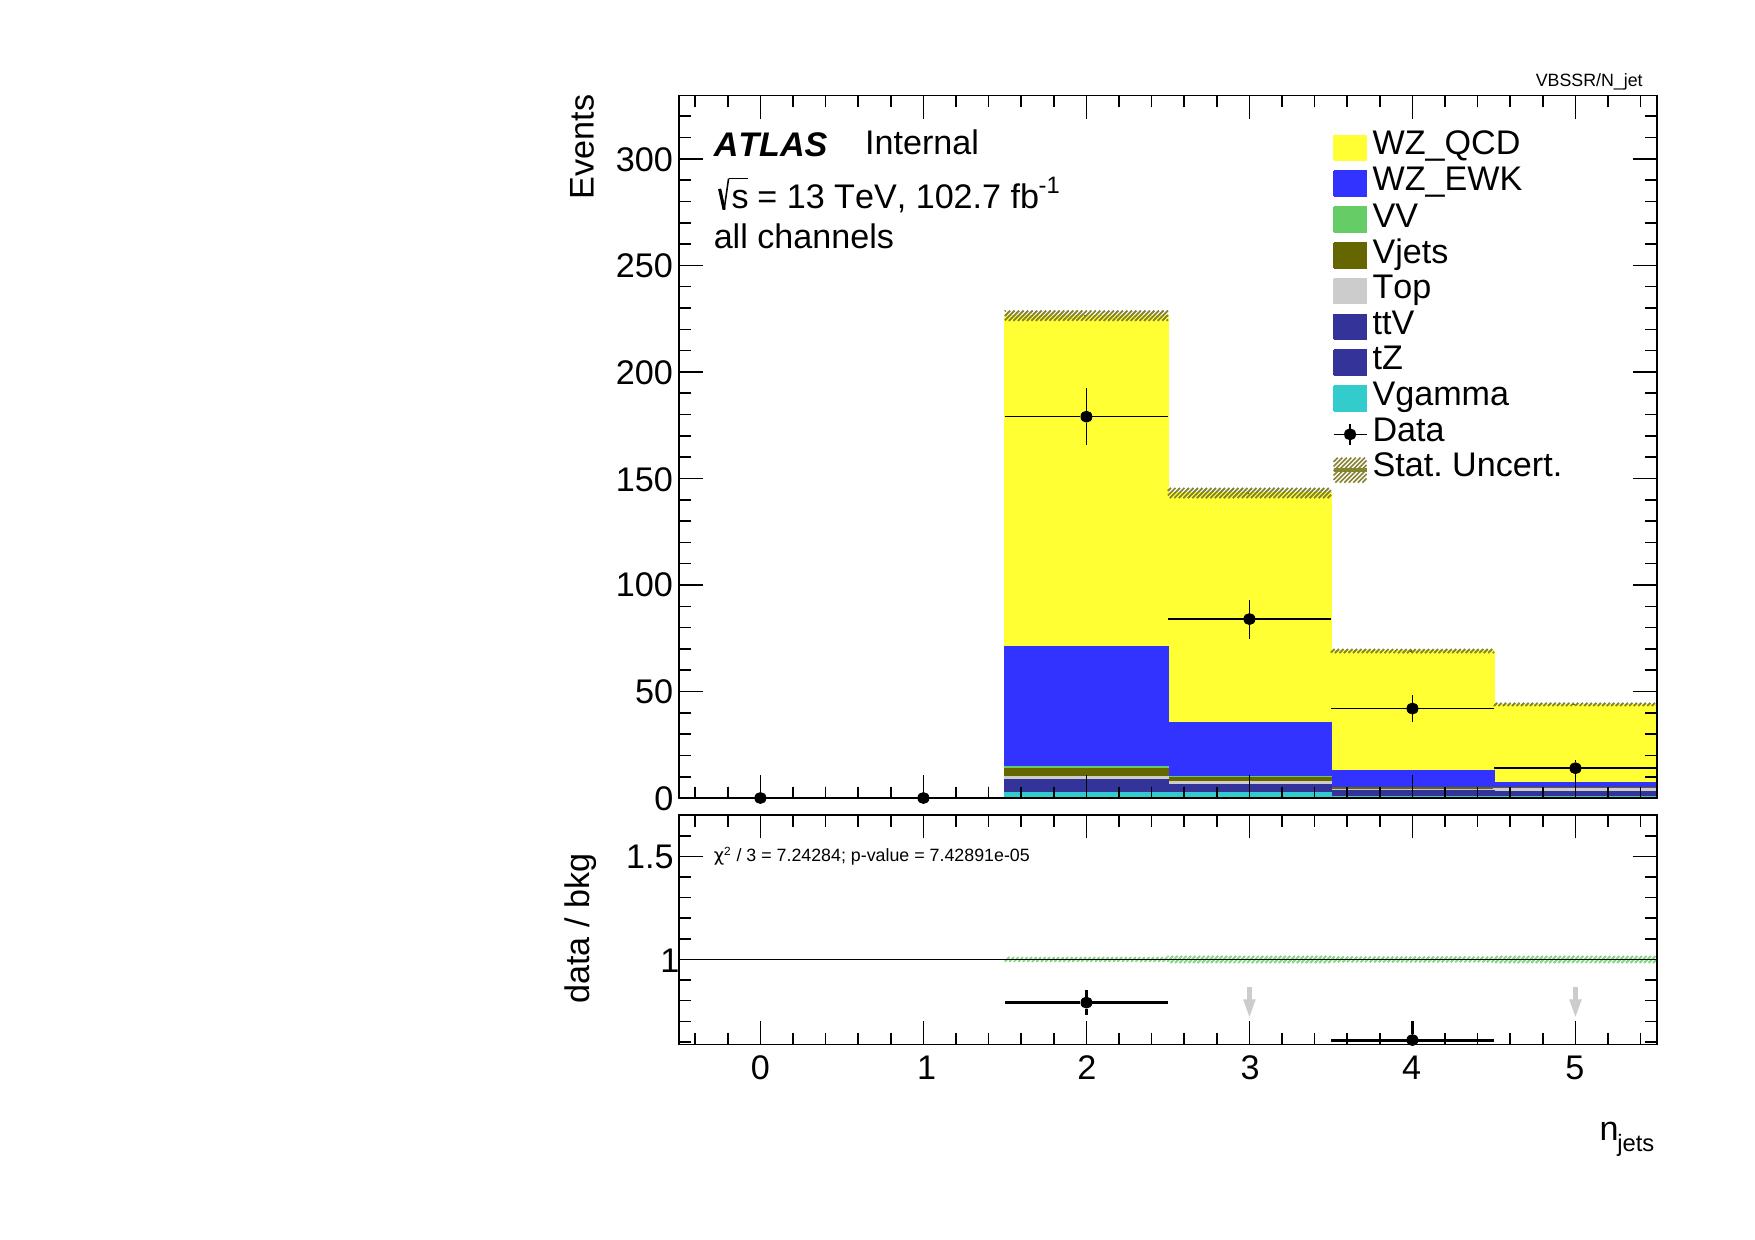 VBSSR/N_jet
Events
ATLAS Internal
√s = 13 TeV, 102.7 fb-1
all channels
WZ_QCD
WZ_EWK
VV
Vjets
Top
ttV
tZ
Vgamma
Data
Stat. Uncert.
300
250
200
150
100
50
0
data / bkg
1.5
1
χ2 / 3 = 7.24284; p-value = 7.42891e-05
0 1 2 3 4 5
njets